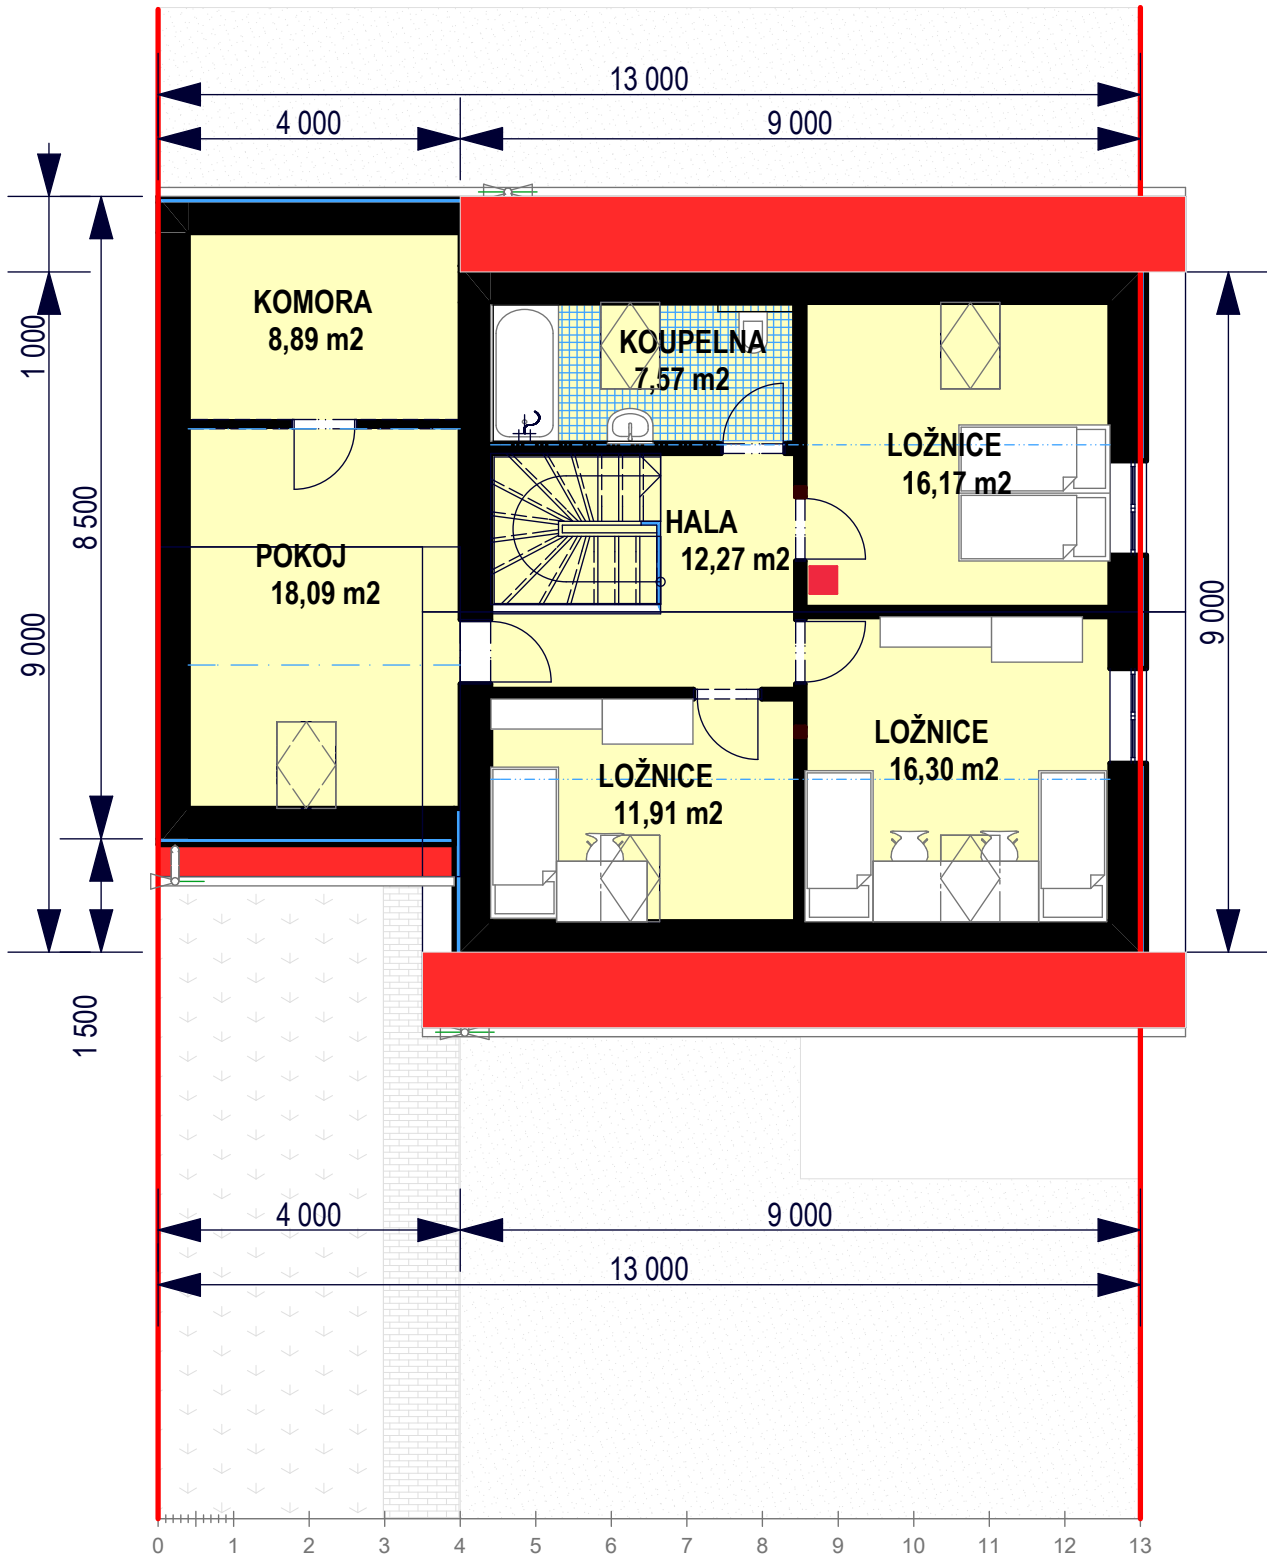 13 000
4 000
9 000
1 000
8 500
9 000
1 500
9 000
KOMORA
8,89 m2
KOUPELNA
7,57 m2
LOŽNICE
16,17 m2
HALA
12,27 m2
POKOJ
18,09 m2
LOŽNICE
16,30 m2
LOŽNICE
11,91 m2
4 000
9 000
13 000
0 1 2 3 4 5 6 7 8 9 10 11 12 13